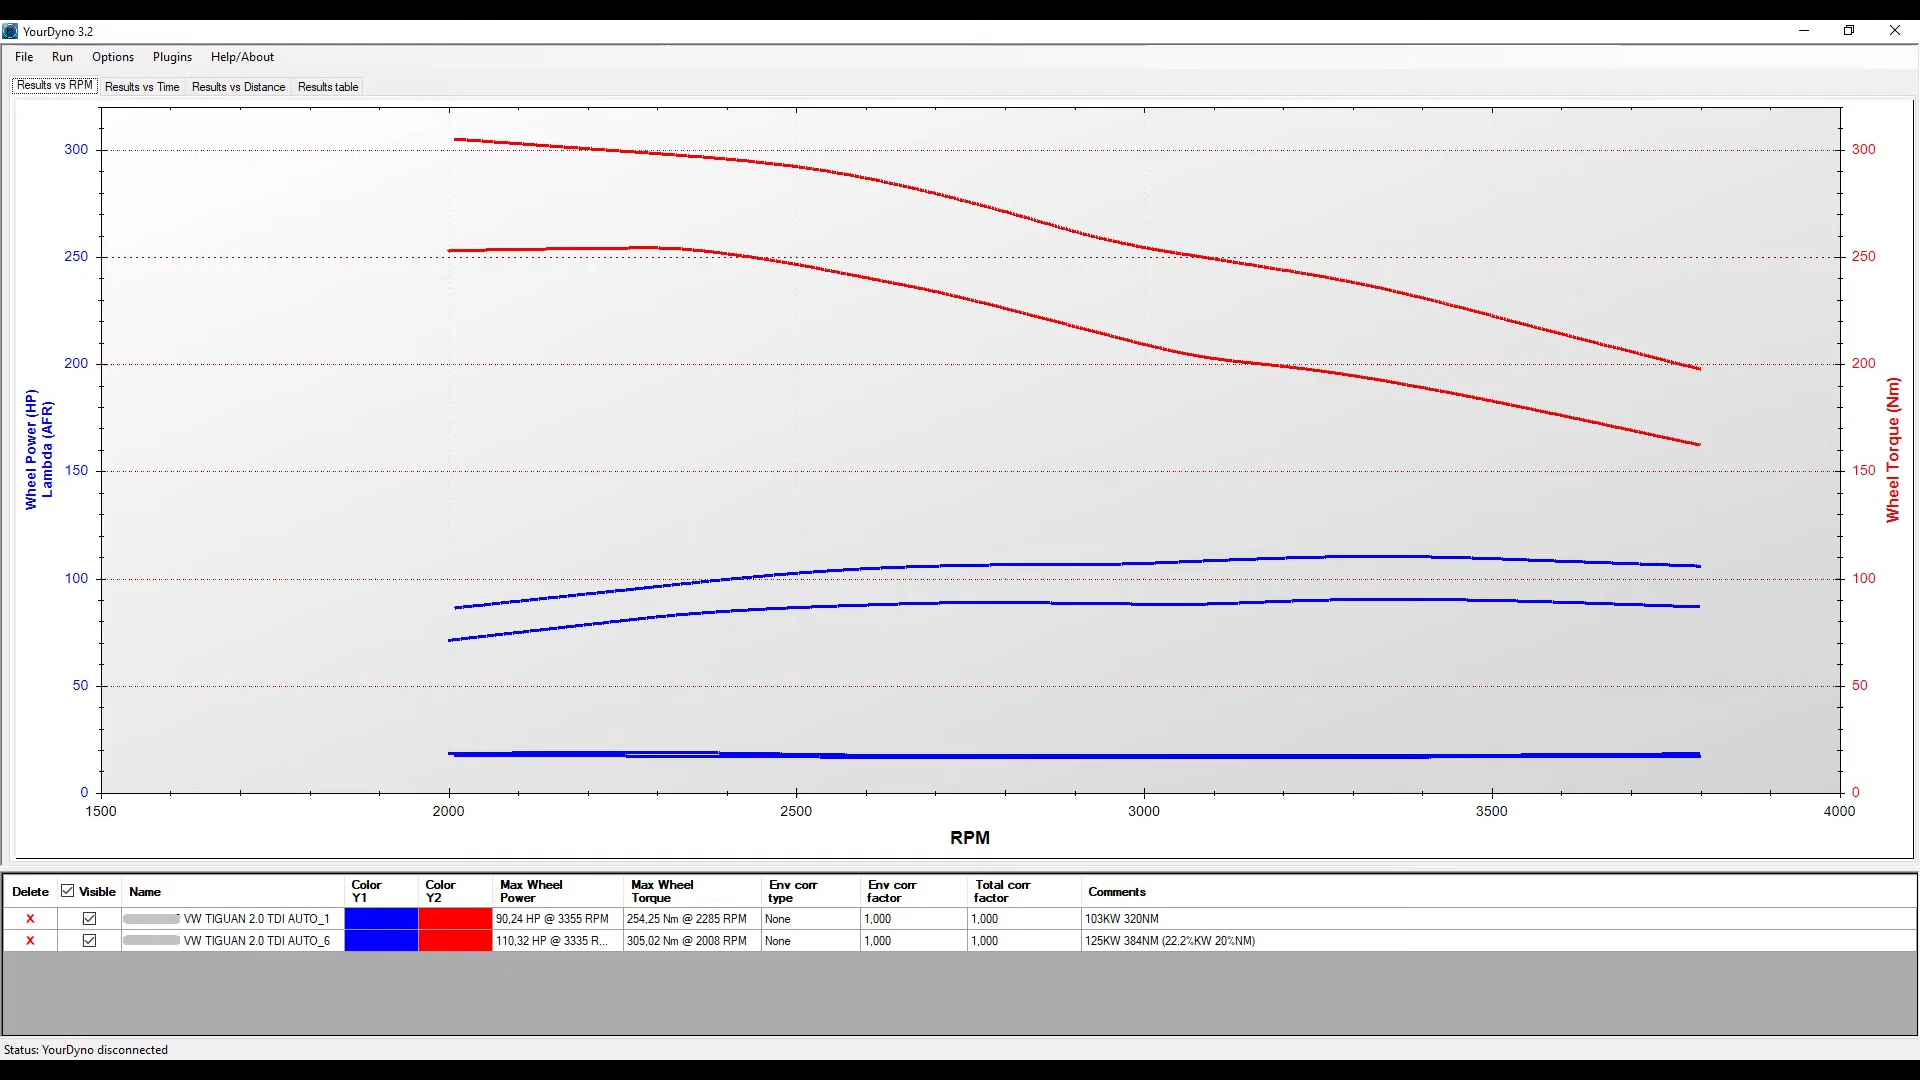 YourDyno 3.2
File Run Options Plugins Help/About
Results vs RPM Results vs Time Results vs Distance Results table
300 300
250 250
200 200
150 150
100 100
50 50
0 0
Wheel Power (HP)
Lambda (AFR)
Wheel Torque (Nm)
1500 2000 2500 3000 3500 4000
RPM
Delete Visible Name Color Y1 Color Y2 Max Wheel Power Max Wheel Torque Env corr type Env corr factor Total corr factor Comments
X VW TIGUAN 2.0 TDI AUTO_1 90,24 HP @ 3355 RPM 254,25 Nm @ 2285 RPM None 1,000 1,000 103KW 320NM
X VW TIGUAN 2.0 TDI AUTO_6 110,32 HP @ 3335 R... 305,02 Nm @ 2008 RPM None 1,000 1,000 125KW 384NM (22.2%KW 20%NM)
Status: YourDyno disconnected